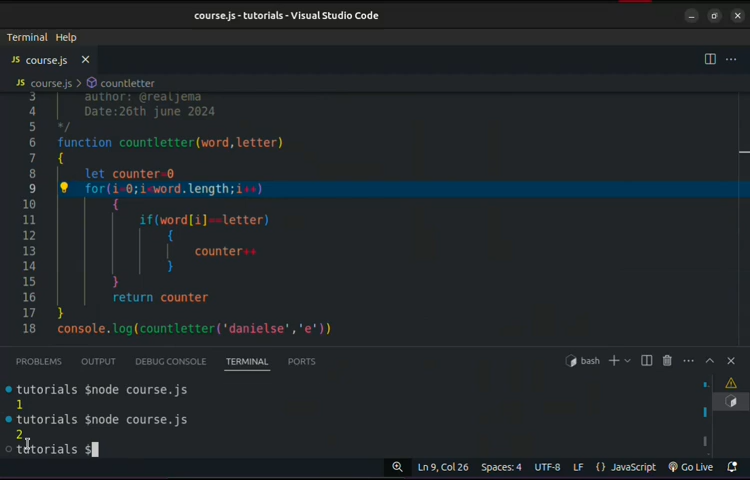 course.js - tutorials - Visual Studio Code
Terminal Help
JS course.js
JS course.js > countletter
3 author: @realjema
4 Date:26th june 2024
5 */
6 function countletter(word,letter)
7 {
8 let counter=0
9 for(i=0;i<word.length;i++)
10 {
11 if(word[i]==letter)
12 {
13 counter++
14 }
15 }
16 return counter
17 }
18 console.log(countletter('danielse','e'))
PROBLEMS OUTPUT DEBUG CONSOLE TERMINAL PORTS bash
tutorials $node course.js
1
tutorials $node course.js
2
tutorials $
Ln 9, Col 26 Spaces: 4 UTF-8 LF {} JavaScript Go Live